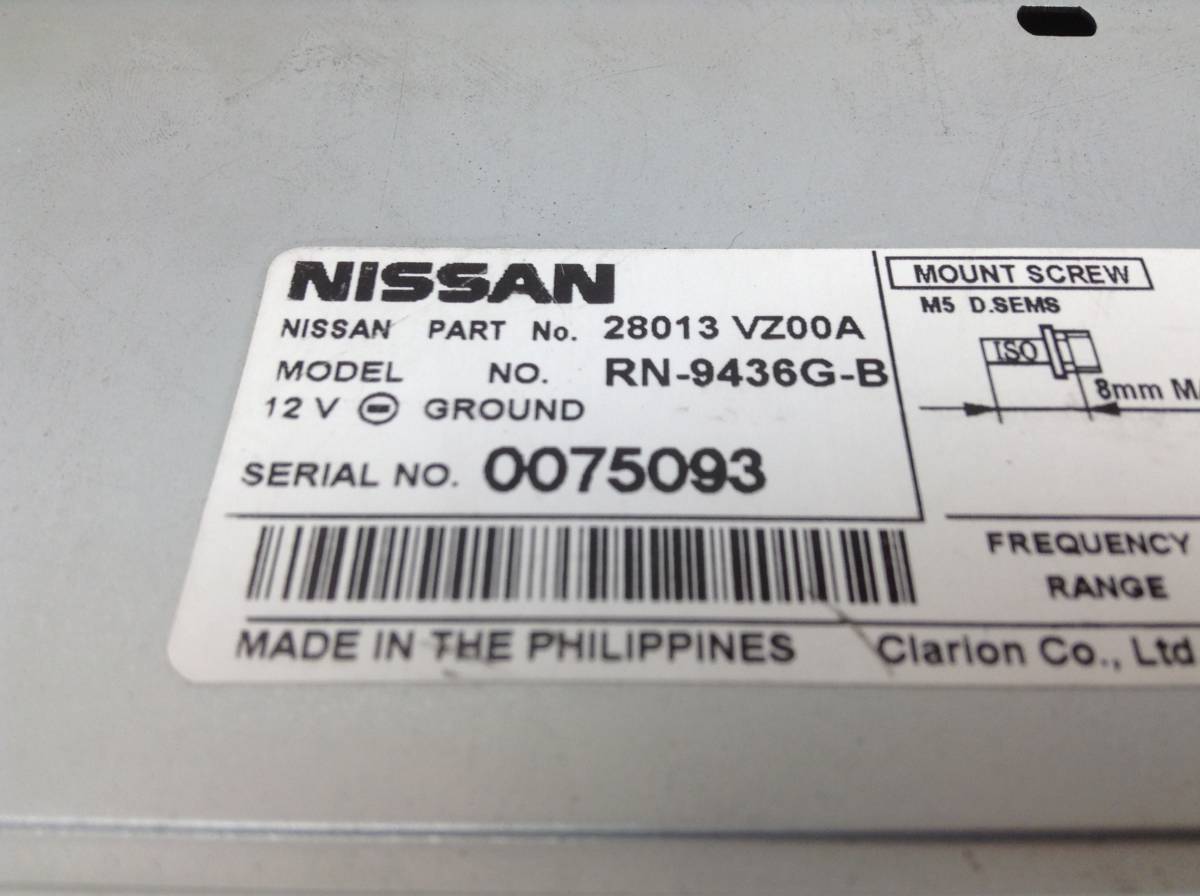 NISSAN
NISSAN PART No. 28013 VZ00A
MODEL NO. RN-9436G-B
12 V ⊖ GROUND
SERIAL NO. 0075093
MADE IN THE PHILIPPINES
MOUNT SCREW
M5 D.SEMS
ISO
8mm
FREQUENCY
RANGE
Clarion Co., Ltd